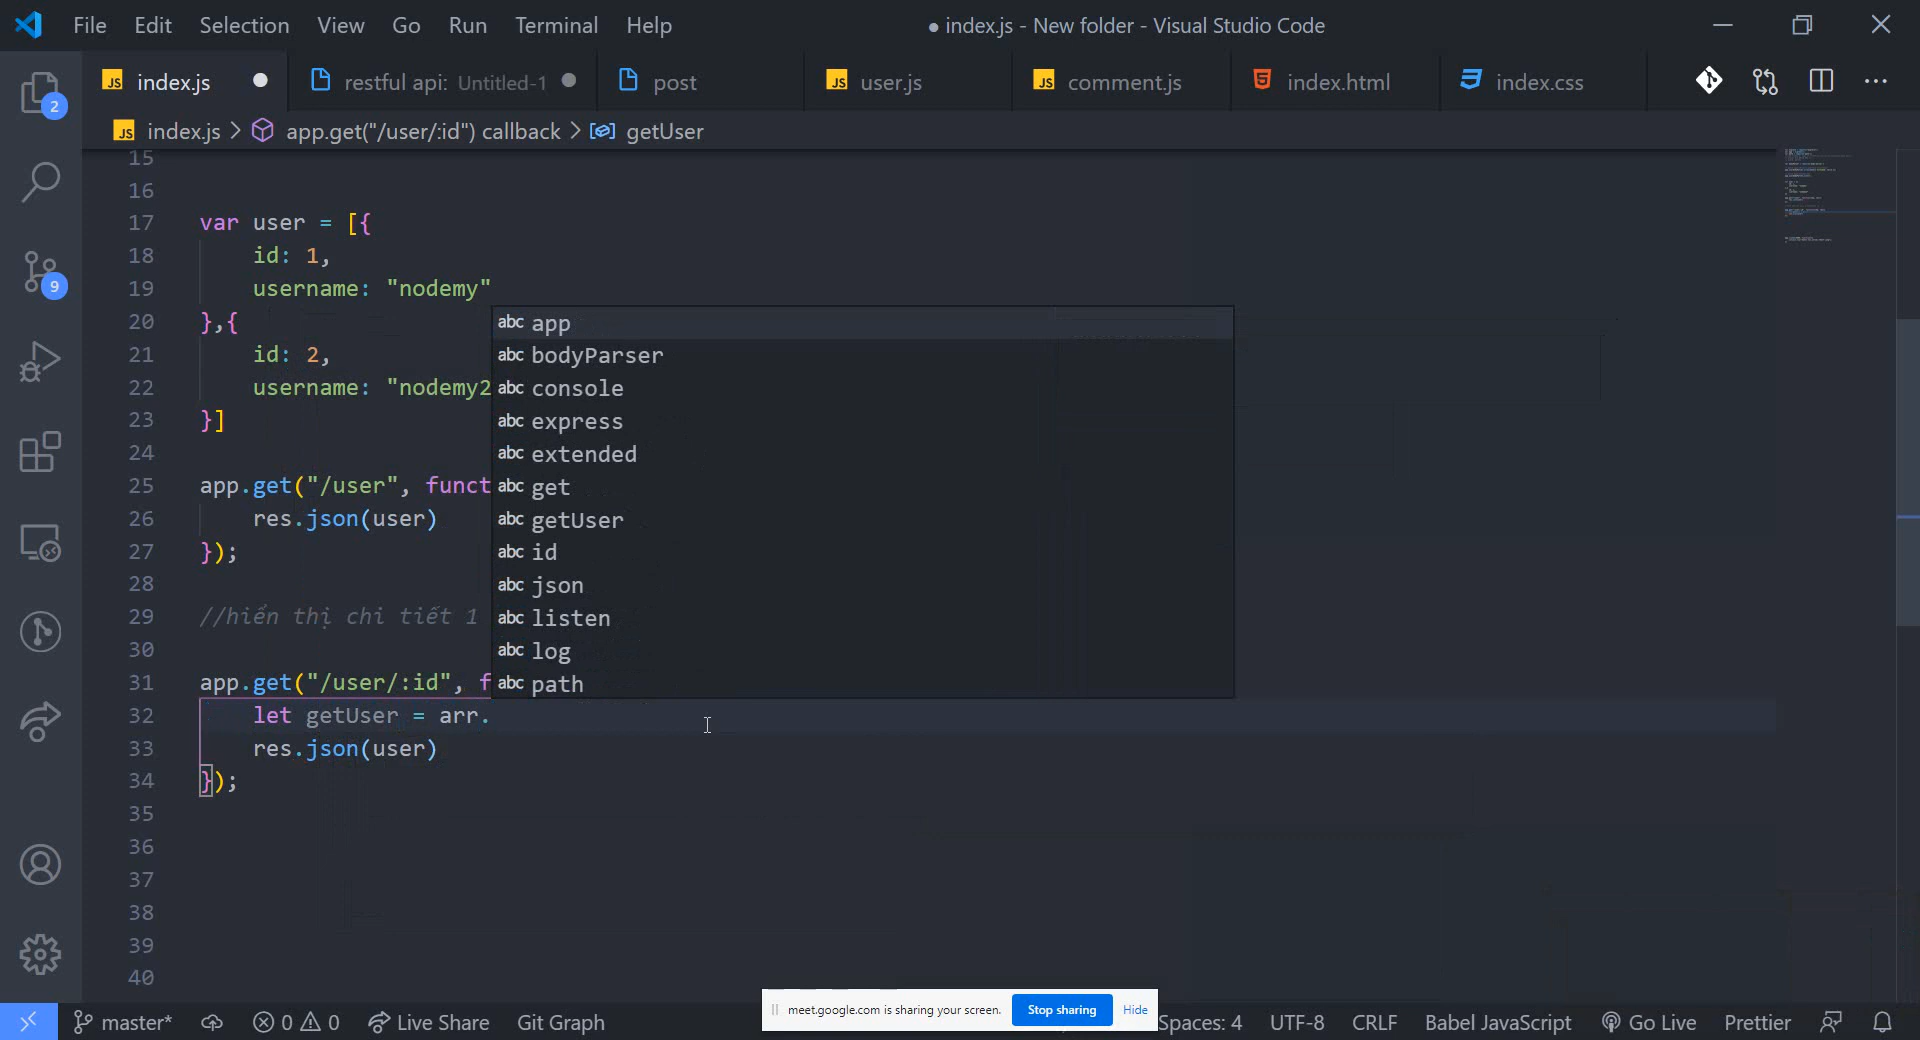 File Edit Selection View Go Run Terminal Help
● index.js - New folder - Visual Studio Code
JS index.js
restful api: Untitled-1
post
JS user.js
JS comment.js
index.html
index.css
JS index.js > app.get("/user/:id") callback > getUser
2
9
15
16
17 var user = [{
18 id: 1,
19 username: "nodemy"
20 },{
21 id: 2,
22 username: "nodemy2
23 }]
24
25 app.get("/user", funct
26 res.json(user)
27 });
28
29 //hiển thị chi tiết 1
30
31 app.get("/user/:id", f
32 let getUser = arr.
33 res.json(user)
34 });
35
36
37
38
39
40
abc app
abc bodyParser
abc console
abc express
abc extended
abc get
abc getUser
abc id
abc json
abc listen
abc log
abc path
meet.google.com is sharing your screen. Stop sharing Hide
master* 0 0 Live Share Git Graph Spaces: 4 UTF-8 CRLF Babel JavaScript Go Live Prettier